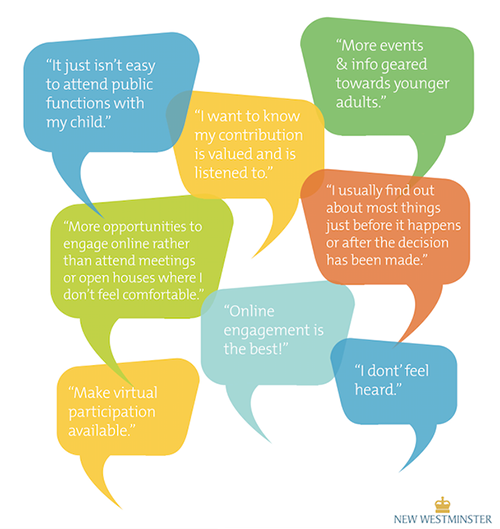 “It just isn’t easy
to attend public
functions with
my child.”
“More events
& info geared
towards younger
adults.”
“I want to know
my contribution
is valued and is
listened to.”
“I usually find out
about most things
just before it happens
or after the decision
has been made.”
“More opportunities to
engage online rather
than attend meetings
or open houses where I
don’t feel comfortable.”
“Online
engagement is
the best!”
“I dont’ feel
heard.”
“Make virtual
participation
available.”
NEW WESTMINSTER